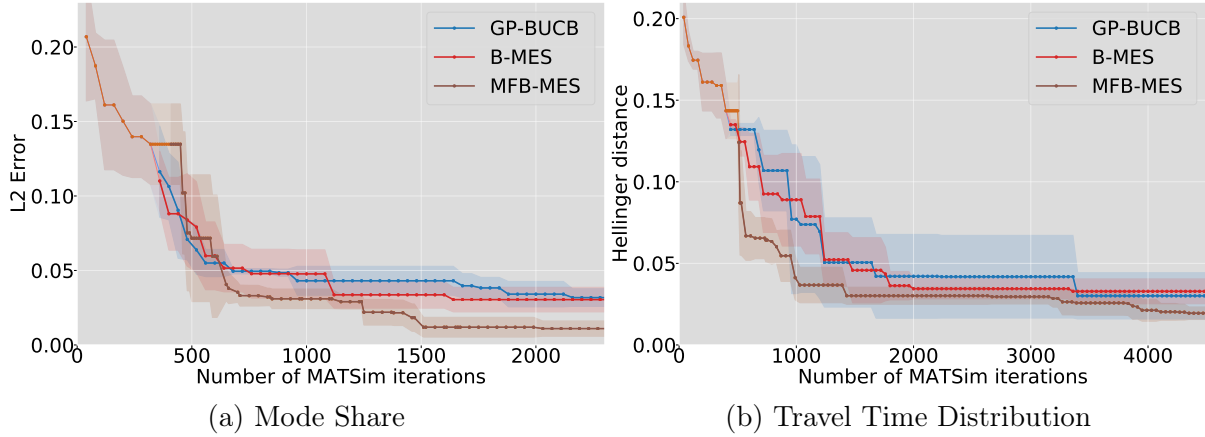 L2 Error
0.20
0.15
0.10
0.05
0.00
0
500
1000
1500
2000
Number of MATSim iterations
GP-BUCB
B-MES
MFB-MES
(a) Mode Share
Hellinger distance
0.20
0.15
0.10
0.05
0.00
0
1000
2000
3000
4000
Number of MATSim iterations
GP-BUCB
B-MES
MFB-MES
(b) Travel Time Distribution